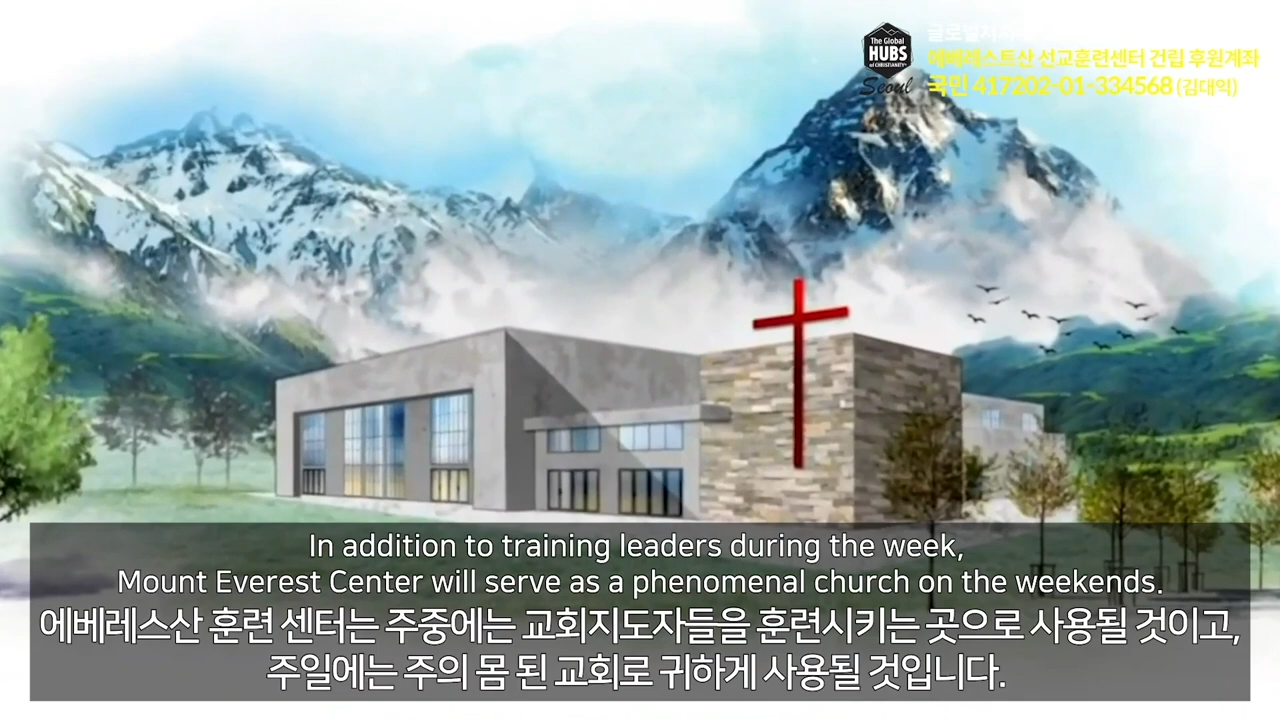 The Global
HUBS
of CHRISTIANITY
Seoul
에베레스트산 선교훈련센터 건립 후원계좌
국민 417202-01-334568 (김대억)
In addition to training leaders during the week,
Mount Everest Center will serve as a phenomenal church on the weekends.
에베레스산 훈련 센터는 주중에는 교회지도자들을 훈련시키는 곳으로 사용될 것이고,
주일에는 주의 몸 된 교회로 귀하게 사용될 것입니다.